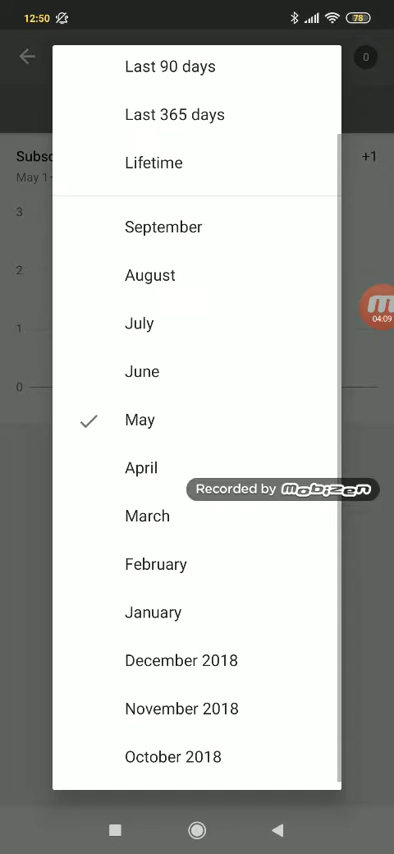 12:50
78
0
Last 90 days
Last 365 days
Lifetime
Subsc
+1
May 1-
3
September
2
August
July
04:09
1
June
0
May
April
Recorded by Mobizen
March
February
January
December 2018
November 2018
October 2018